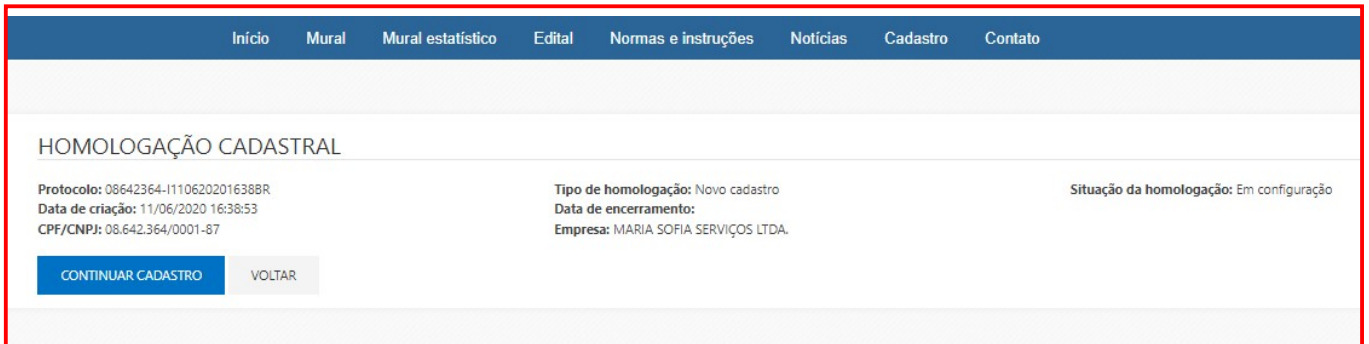 Início Mural Mural estatístico Edital Normas e instruções Notícias Cadastro Contato
HOMOLOGAÇÃO CADASTRAL
Protocolo: 08642364-I110620201638BR
Data de criação: 11/06/2020 16:38:53
CPF/CNPJ: 08.642.364/0001-87
Tipo de homologação: Novo cadastro
Data de encerramento:
Empresa: MARIA SOFIA SERVIÇOS LTDA.
Situação da homologação: Em configuração
CONTINUAR CADASTRO VOLTAR